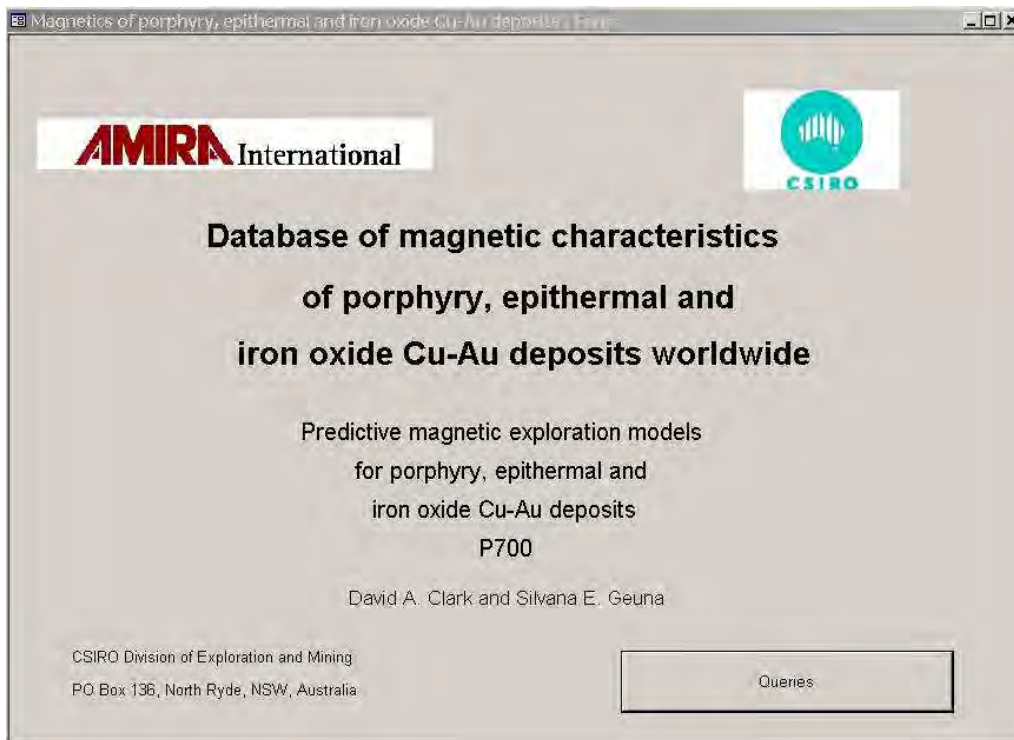 Magnetics of porphyry, epithermal and iron oxide Cu-Au deposits : Form
AMIRA International
CSIRO
Database of magnetic characteristics
of porphyry, epithermal and
iron oxide Cu-Au deposits worldwide
Predictive magnetic exploration models
for porphyry, epithermal and
iron oxide Cu-Au deposits
P700
David A. Clark and Silvana E. Geuna
CSIRO Division of Exploration and Mining
PO Box 136, North Ryde, NSW, Australia
Queries